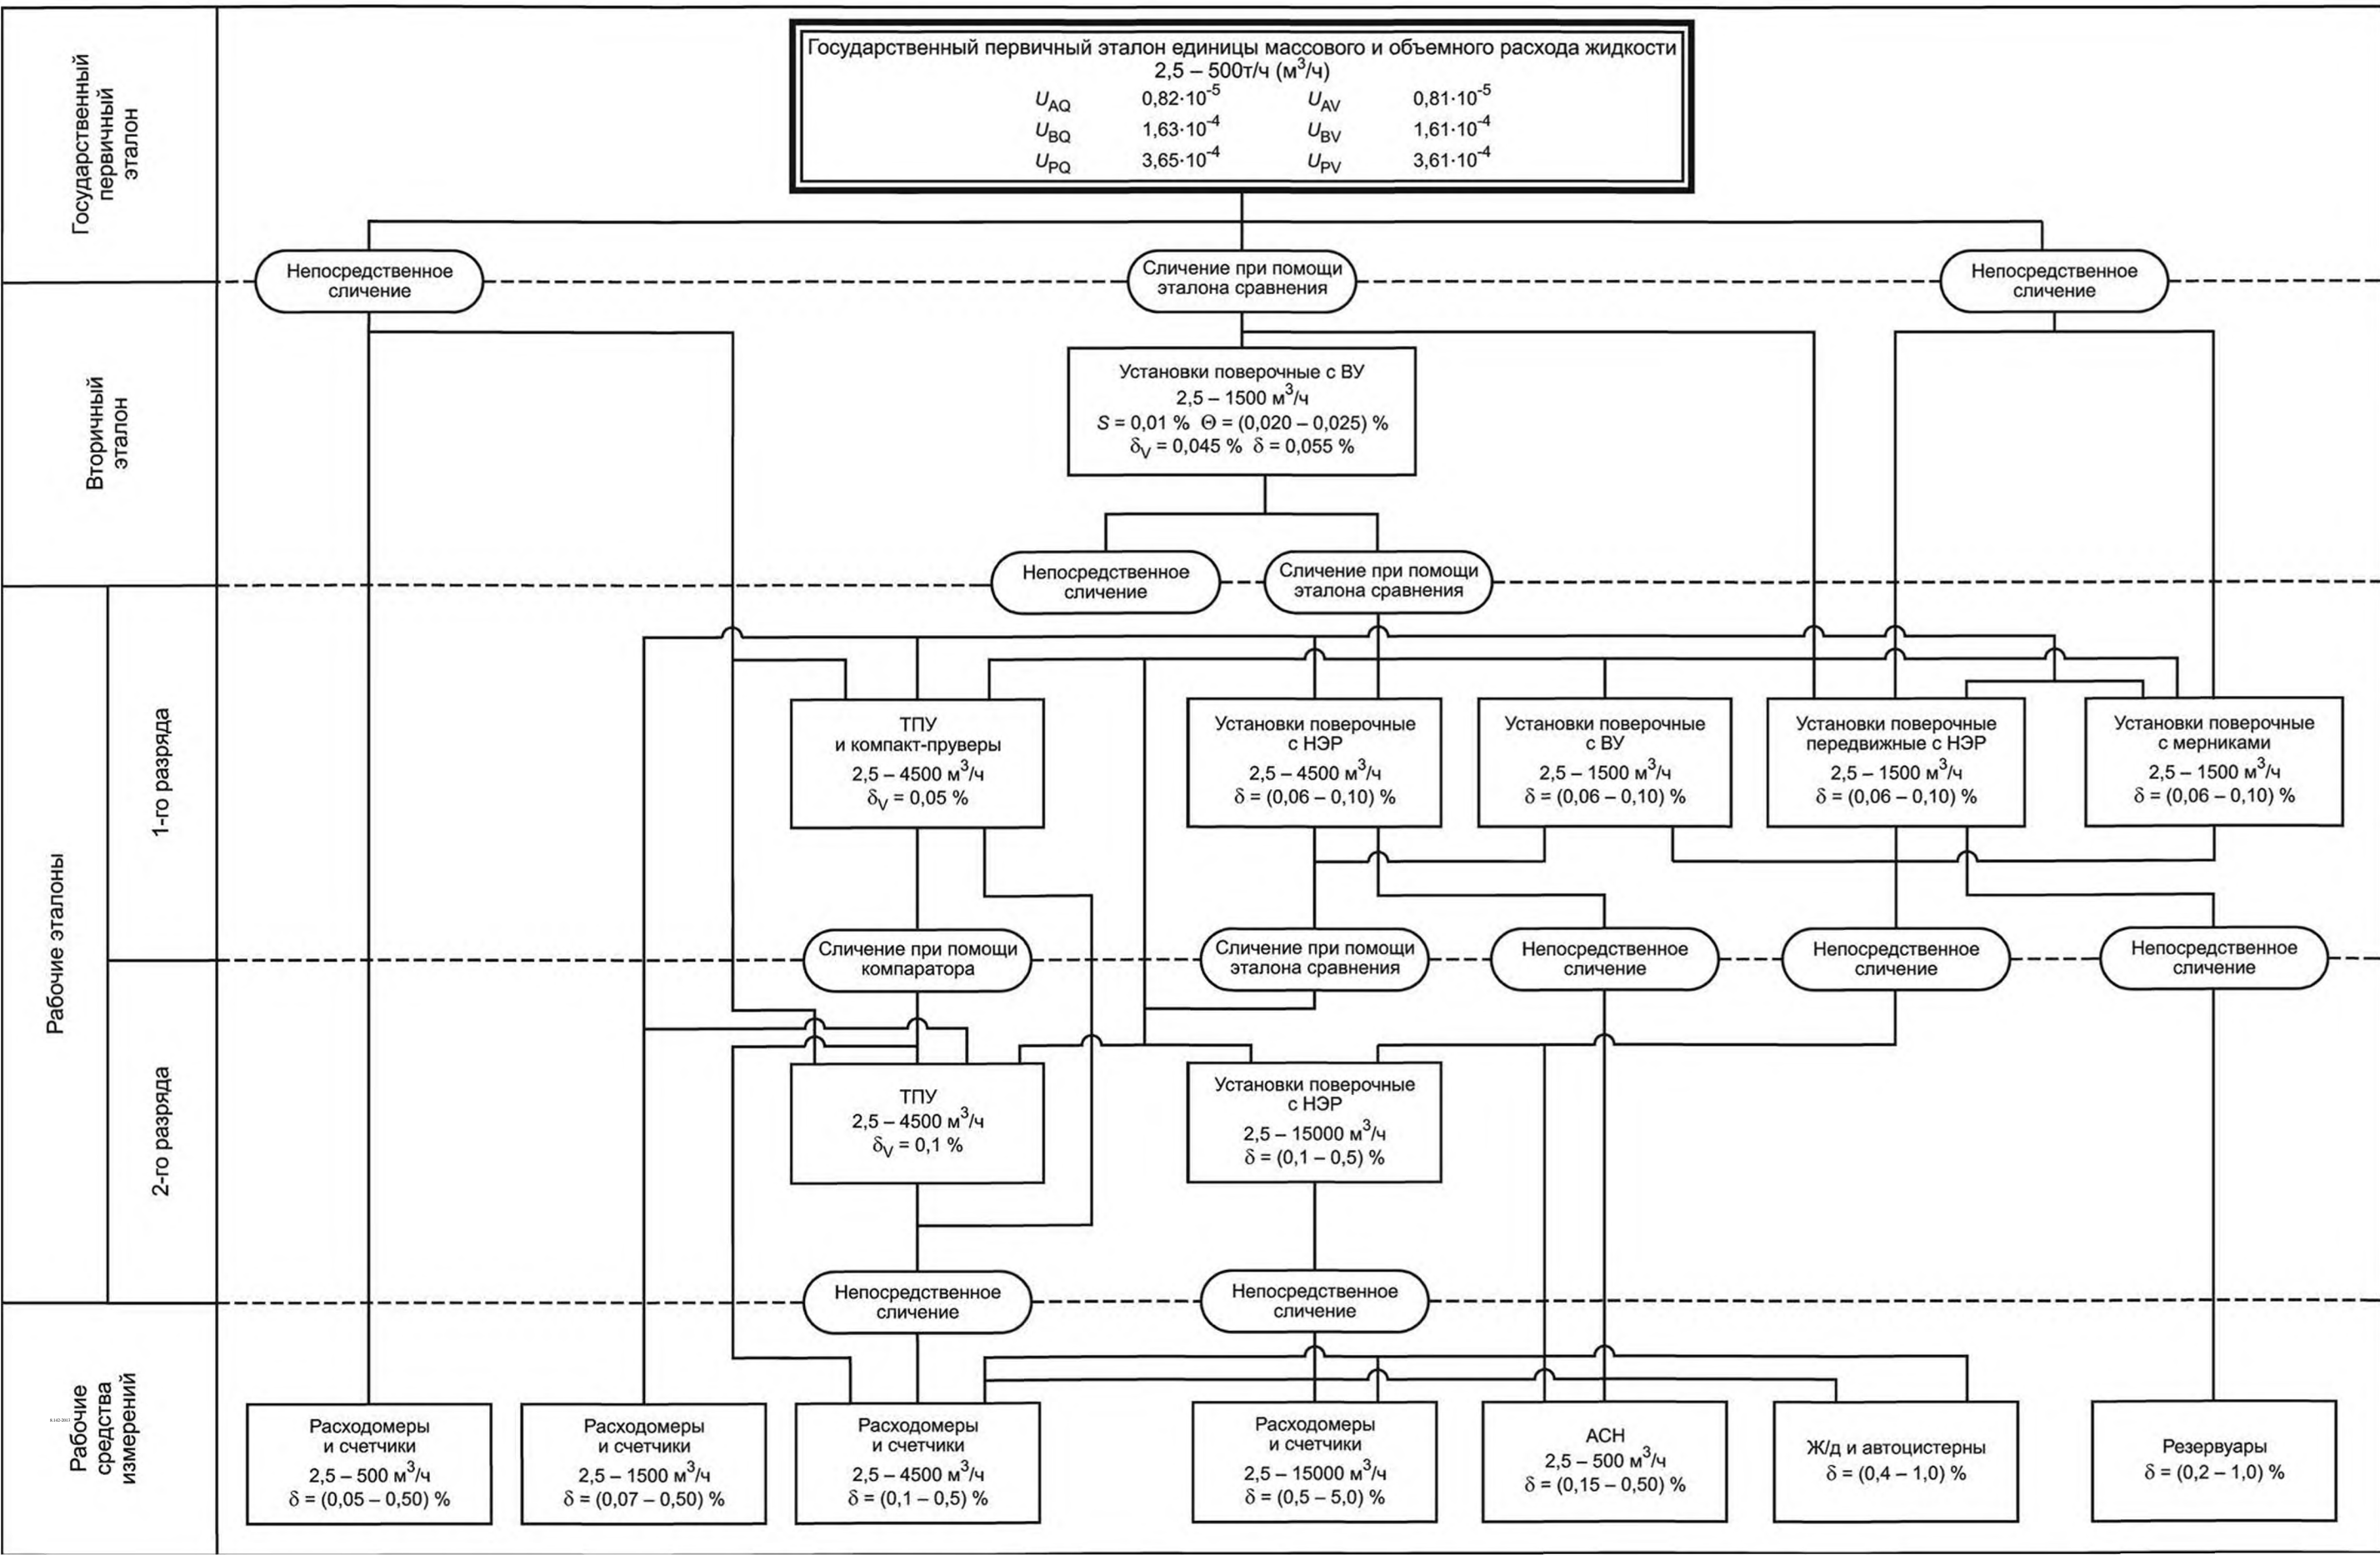 Государственный
первичный
эталон
Государственный первичный эталон единицы массового и объемного расхода жидкости
2,5 – 500т/ч (м³/ч)
U_AQ 0,82·10⁻⁵ U_AV 0,81·10⁻⁵
U_BQ 1,63·10⁻⁴ U_BV 1,61·10⁻⁴
U_PQ 3,65·10⁻⁴ U_PV 3,61·10⁻⁴
Непосредственное
сличение
Сличение при помощи
эталона сравнения
Непосредственное
сличение
Вторичный
эталон
Установки поверочные с ВУ
2,5 – 1500 м³/ч
S = 0,01 % Θ = (0,020 – 0,025) %
δ_V = 0,045 % δ = 0,055 %
Непосредственное
сличение
Сличение при помощи
эталона сравнения
Рабочие эталоны
1-го разряда
ТПУ
и компакт-пруверы
2,5 – 4500 м³/ч
δ_V = 0,05 %
Установки поверочные
с НЭР
2,5 – 4500 м³/ч
δ = (0,06 – 0,10) %
Установки поверочные
с ВУ
2,5 – 1500 м³/ч
δ = (0,06 – 0,10) %
Установки поверочные
передвижные с НЭР
2,5 – 1500 м³/ч
δ = (0,06 – 0,10) %
Установки поверочные
с мерниками
2,5 – 1500 м³/ч
δ = (0,06 – 0,10) %
Сличение при помощи
компаратора
Сличение при помощи
эталона сравнения
Непосредственное
сличение
Непосредственное
сличение
Непосредственное
сличение
2-го разряда
ТПУ
2,5 – 4500 м³/ч
δ_V = 0,1 %
Установки поверочные
с НЭР
2,5 – 15000 м³/ч
δ = (0,1 – 0,5) %
Непосредственное
сличение
Непосредственное
сличение
Рабочие
средства
измерений
Расходомеры
и счетчики
2,5 – 500 м³/ч
δ = (0,05 – 0,50) %
Расходомеры
и счетчики
2,5 – 1500 м³/ч
δ = (0,07 – 0,50) %
Расходомеры
и счетчики
2,5 – 4500 м³/ч
δ = (0,1 – 0,5) %
Расходомеры
и счетчики
2,5 – 15000 м³/ч
δ = (0,5 – 5,0) %
АСН
2,5 – 500 м³/ч
δ = (0,15 – 0,50) %
Ж/д и автоцистерны
δ = (0,4 – 1,0) %
Резервуары
δ = (0,2 – 1,0) %